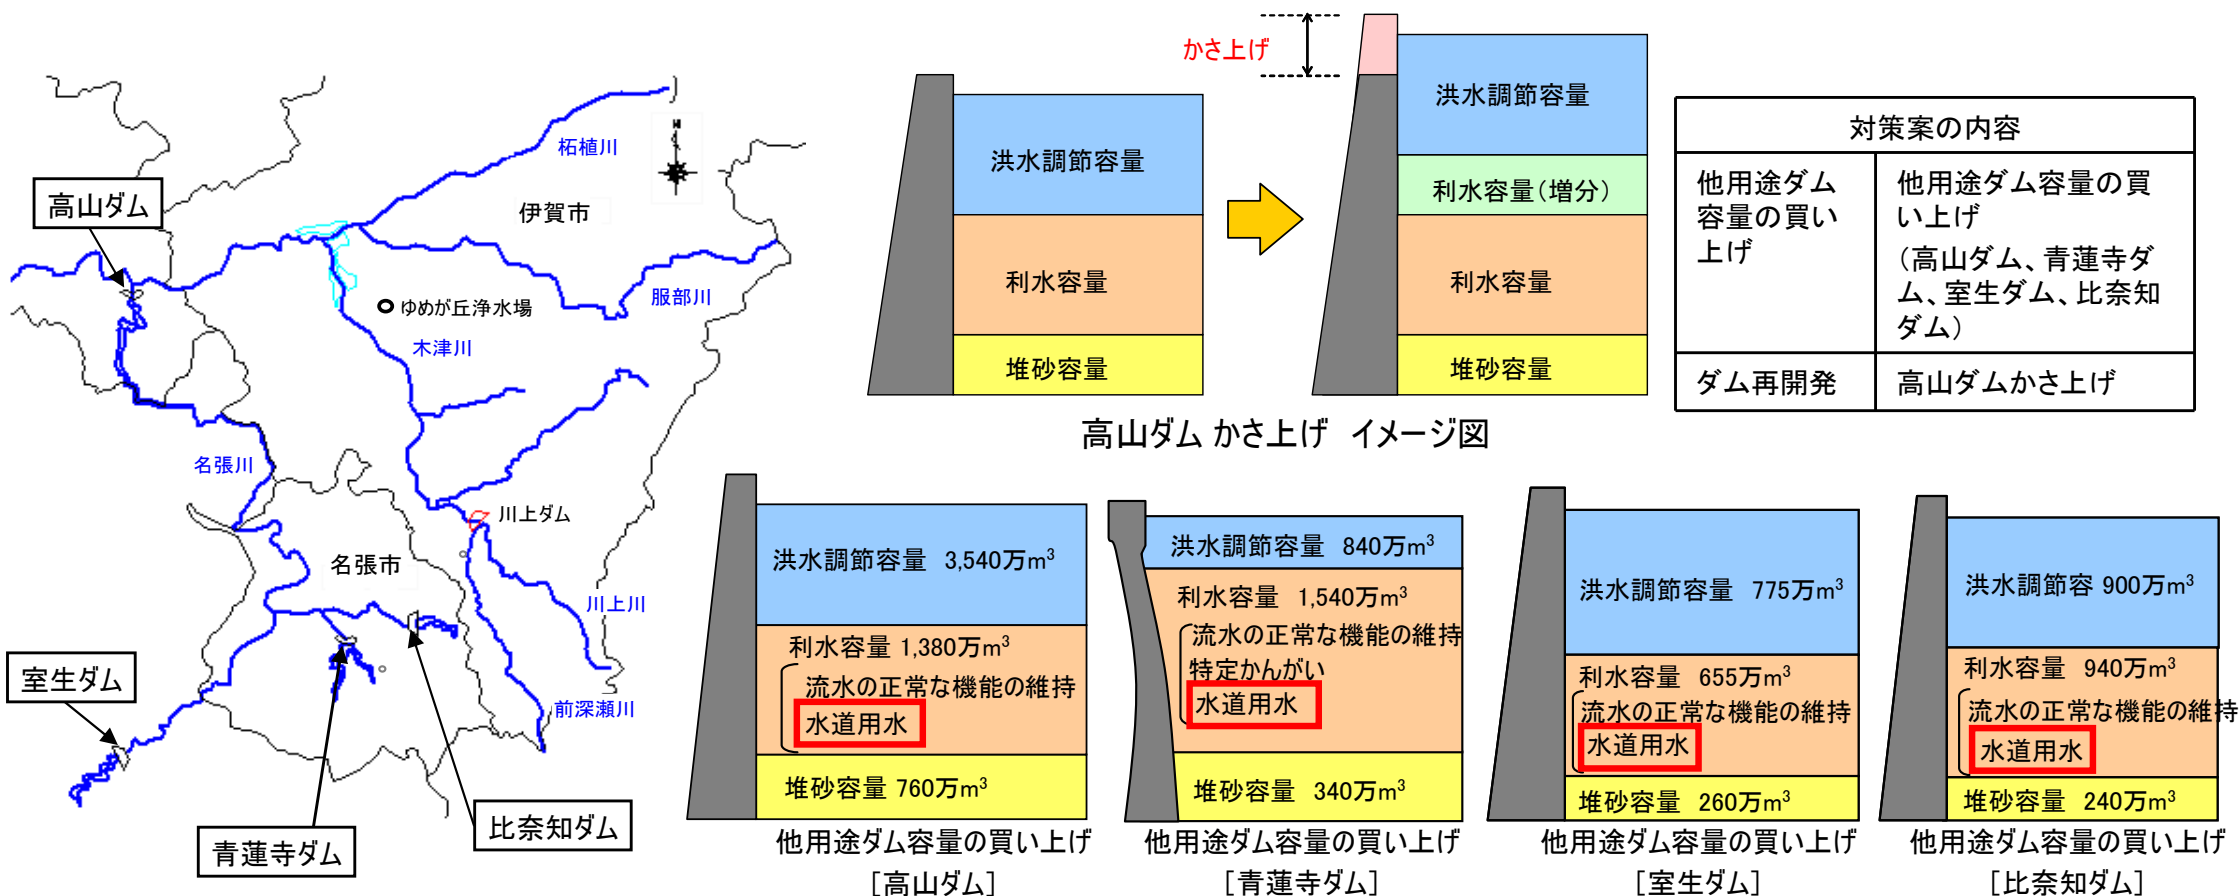 柘植川
高山ダム
伊賀市
服部川
ゆめが丘浄水場
木津川
名張川
川上ダム
名張市
川上川
室生ダム
前深瀬川
比奈知ダム
青蓮寺ダム
かさ上げ
洪水調節容量
利水容量
堆砂容量
洪水調節容量
利水容量(増分)
利水容量
堆砂容量
高山ダム かさ上げ イメージ図
対策案の内容
他用途ダム
容量の買い
上げ
他用途ダム容量の買
い上げ
(高山ダム、青蓮寺ダ
ム、室生ダム、比奈知
ダム)
ダム再開発
高山ダムかさ上げ
洪水調節容量 3,540万m³
利水容量 1,380万m³
流水の正常な機能の維持
水道用水
堆砂容量 760万m³
他用途ダム容量の買い上げ
[高山ダム]
洪水調節容量 840万m³
利水容量 1,540万m³
流水の正常な機能の維持
特定かんがい
水道用水
堆砂容量 340万m³
他用途ダム容量の買い上げ
[青蓮寺ダム]
洪水調節容量 775万m³
利水容量 655万m³
流水の正常な機能の維持
水道用水
堆砂容量 260万m³
他用途ダム容量の買い上げ
[室生ダム]
洪水調節容 900万m³
利水容量 940万m³
流水の正常な機能の維持
水道用水
堆砂容量 240万m³
他用途ダム容量の買い上げ
[比奈知ダム]